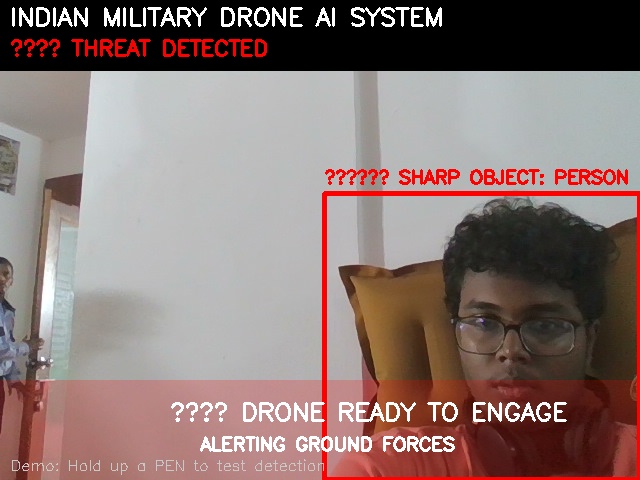 INDIAN MILITARY DRONE AI SYSTEM
???? THREAT DETECTED
?????? SHARP OBJECT: PERSON
???? DRONE READY TO ENGAGE
ALERTING GROUND FORCES
Demo: Hold up a PEN to test detection